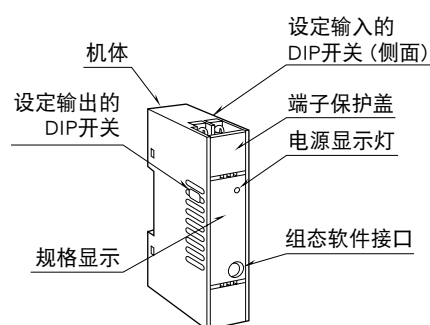 设定输入的
DIP开关（侧面）
机体
设定输出的
DIP开关
端子保护盖
电源显示灯
规格显示
组态软件接口